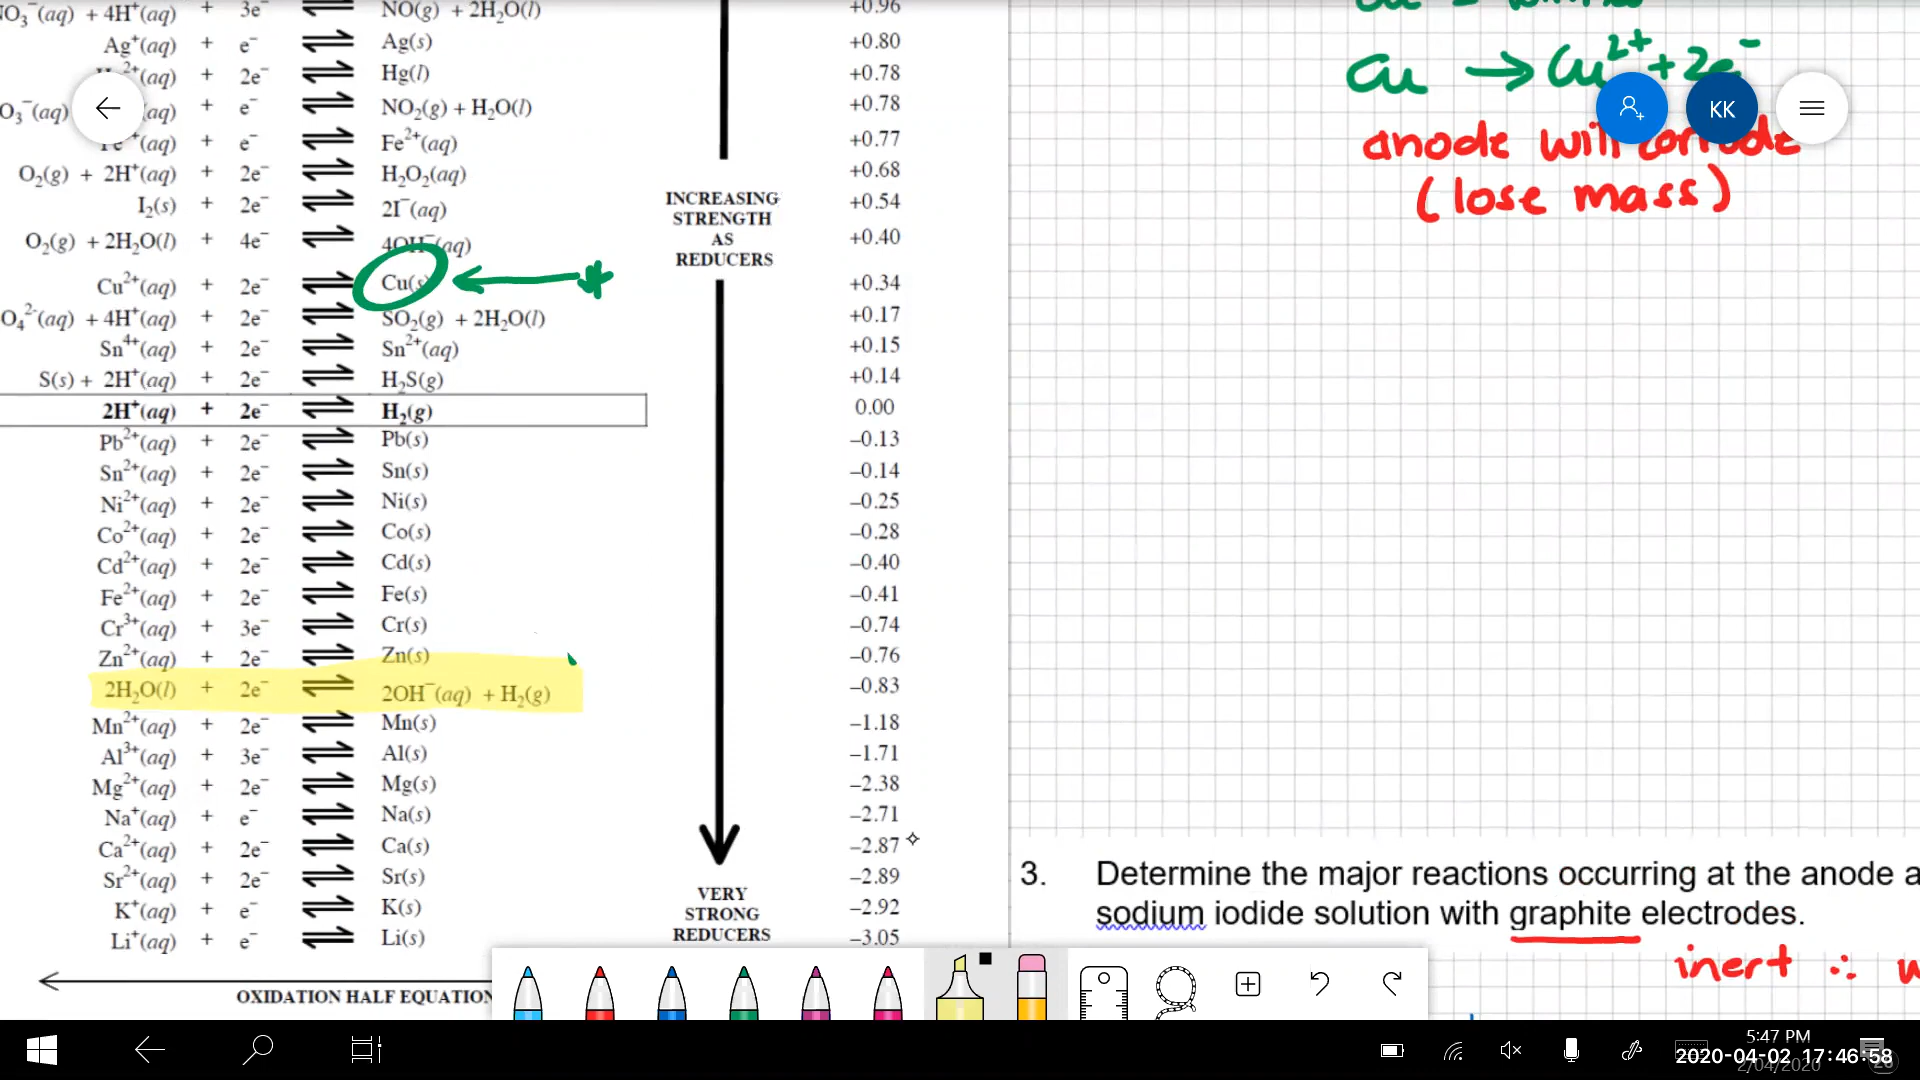 NO₃⁻(aq) + 4H⁺(aq) + 3e⁻ ⇌ NO(g) + 2H₂O(l) +0.96
Ag⁺(aq) + e⁻ ⇌ Ag(s) +0.80
²⁺(aq) + 2e⁻ ⇌ Hg(l) +0.78
O₃⁻(aq) (aq) + e⁻ ⇌ NO₂(g) + H₂O(l) +0.78
(aq) + e⁻ ⇌ Fe²⁺(aq) +0.77
O₂(g) + 2H⁺(aq) + 2e⁻ ⇌ H₂O₂(aq) +0.68
I₂(s) + 2e⁻ ⇌ 2I⁻(aq) +0.54
O₂(g) + 2H₂O(l) + 4e⁻ ⇌ 4OH⁻(aq) +0.40
Cu²⁺(aq) + 2e⁻ ⇌ Cu(s) +0.34
O₄²⁻(aq) + 4H⁺(aq) + 2e⁻ ⇌ SO₂(g) + 2H₂O(l) +0.17
Sn⁴⁺(aq) + 2e⁻ ⇌ Sn²⁺(aq) +0.15
S(s) + 2H⁺(aq) + 2e⁻ ⇌ H₂S(g) +0.14
2H⁺(aq) + 2e⁻ ⇌ H₂(g) 0.00
Pb²⁺(aq) + 2e⁻ ⇌ Pb(s) –0.13
Sn²⁺(aq) + 2e⁻ ⇌ Sn(s) –0.14
Ni²⁺(aq) + 2e⁻ ⇌ Ni(s) –0.25
Co²⁺(aq) + 2e⁻ ⇌ Co(s) –0.28
Cd²⁺(aq) + 2e⁻ ⇌ Cd(s) –0.40
Fe²⁺(aq) + 2e⁻ ⇌ Fe(s) –0.41
Cr³⁺(aq) + 3e⁻ ⇌ Cr(s) –0.74
Zn²⁺(aq) + 2e⁻ ⇌ Zn(s) –0.76
2H₂O(l) + 2e⁻ ⇌ 2OH⁻(aq) + H₂(g) –0.83
Mn²⁺(aq) + 2e⁻ ⇌ Mn(s) –1.18
Al³⁺(aq) + 3e⁻ ⇌ Al(s) –1.71
Mg²⁺(aq) + 2e⁻ ⇌ Mg(s) –2.38
Na⁺(aq) + e⁻ ⇌ Na(s) –2.71
Ca²⁺(aq) + 2e⁻ ⇌ Ca(s) –2.87
Sr²⁺(aq) + 2e⁻ ⇌ Sr(s) –2.89
K⁺(aq) + e⁻ ⇌ K(s) –2.92
Li⁺(aq) + e⁻ ⇌ Li(s) –3.05
INCREASING
STRENGTH
AS
REDUCERS
VERY
STRONG
REDUCERS
OXIDATION HALF EQUATION
Cu → Cu²⁺ + 2e⁻
KK
anode will corrode
(lose mass)
3. Determine the major reactions occurring at the anode a
sodium iodide solution with graphite electrodes.
inert ∴ w
5:47 PM
2020-04-02 17:46:58
2/04/2020